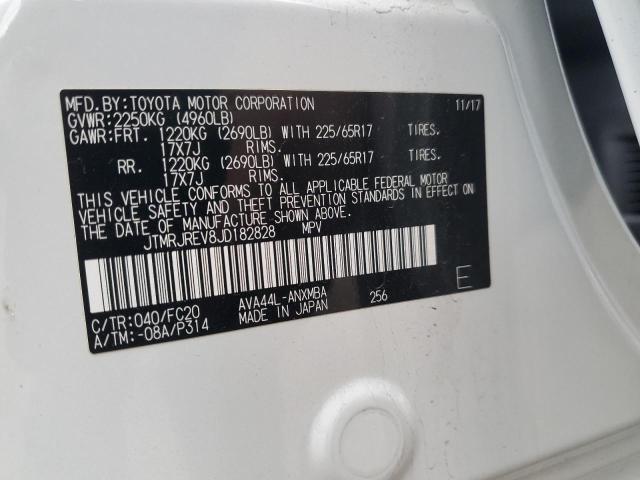 MFD.BY:TOYOTA MOTOR CORPORATION 11/17
GVWR:2250KG (4960LB)
GAWR:FRT. 1220KG (2690LB) WITH 225/65R17 TIRES.
17X7J RIMS.
RR. 1220KG (2690LB) WITH 225/65R17 TIRES.
17X7J RIMS.
THIS VEHICLE CONFORMS TO ALL APPLICABLE FEDERAL MOTOR
VEHICLE SAFETY AND THEFT PREVENTION STANDARDS IN EFFECT ON
THE DATE OF MANUFACTURE SHOWN ABOVE.
JTMRJREV8JD182828 MPV
E
C/TR:040/FC20 AVA44L-ANXMBA 256
A/TM:-08A/P314 MADE IN JAPAN